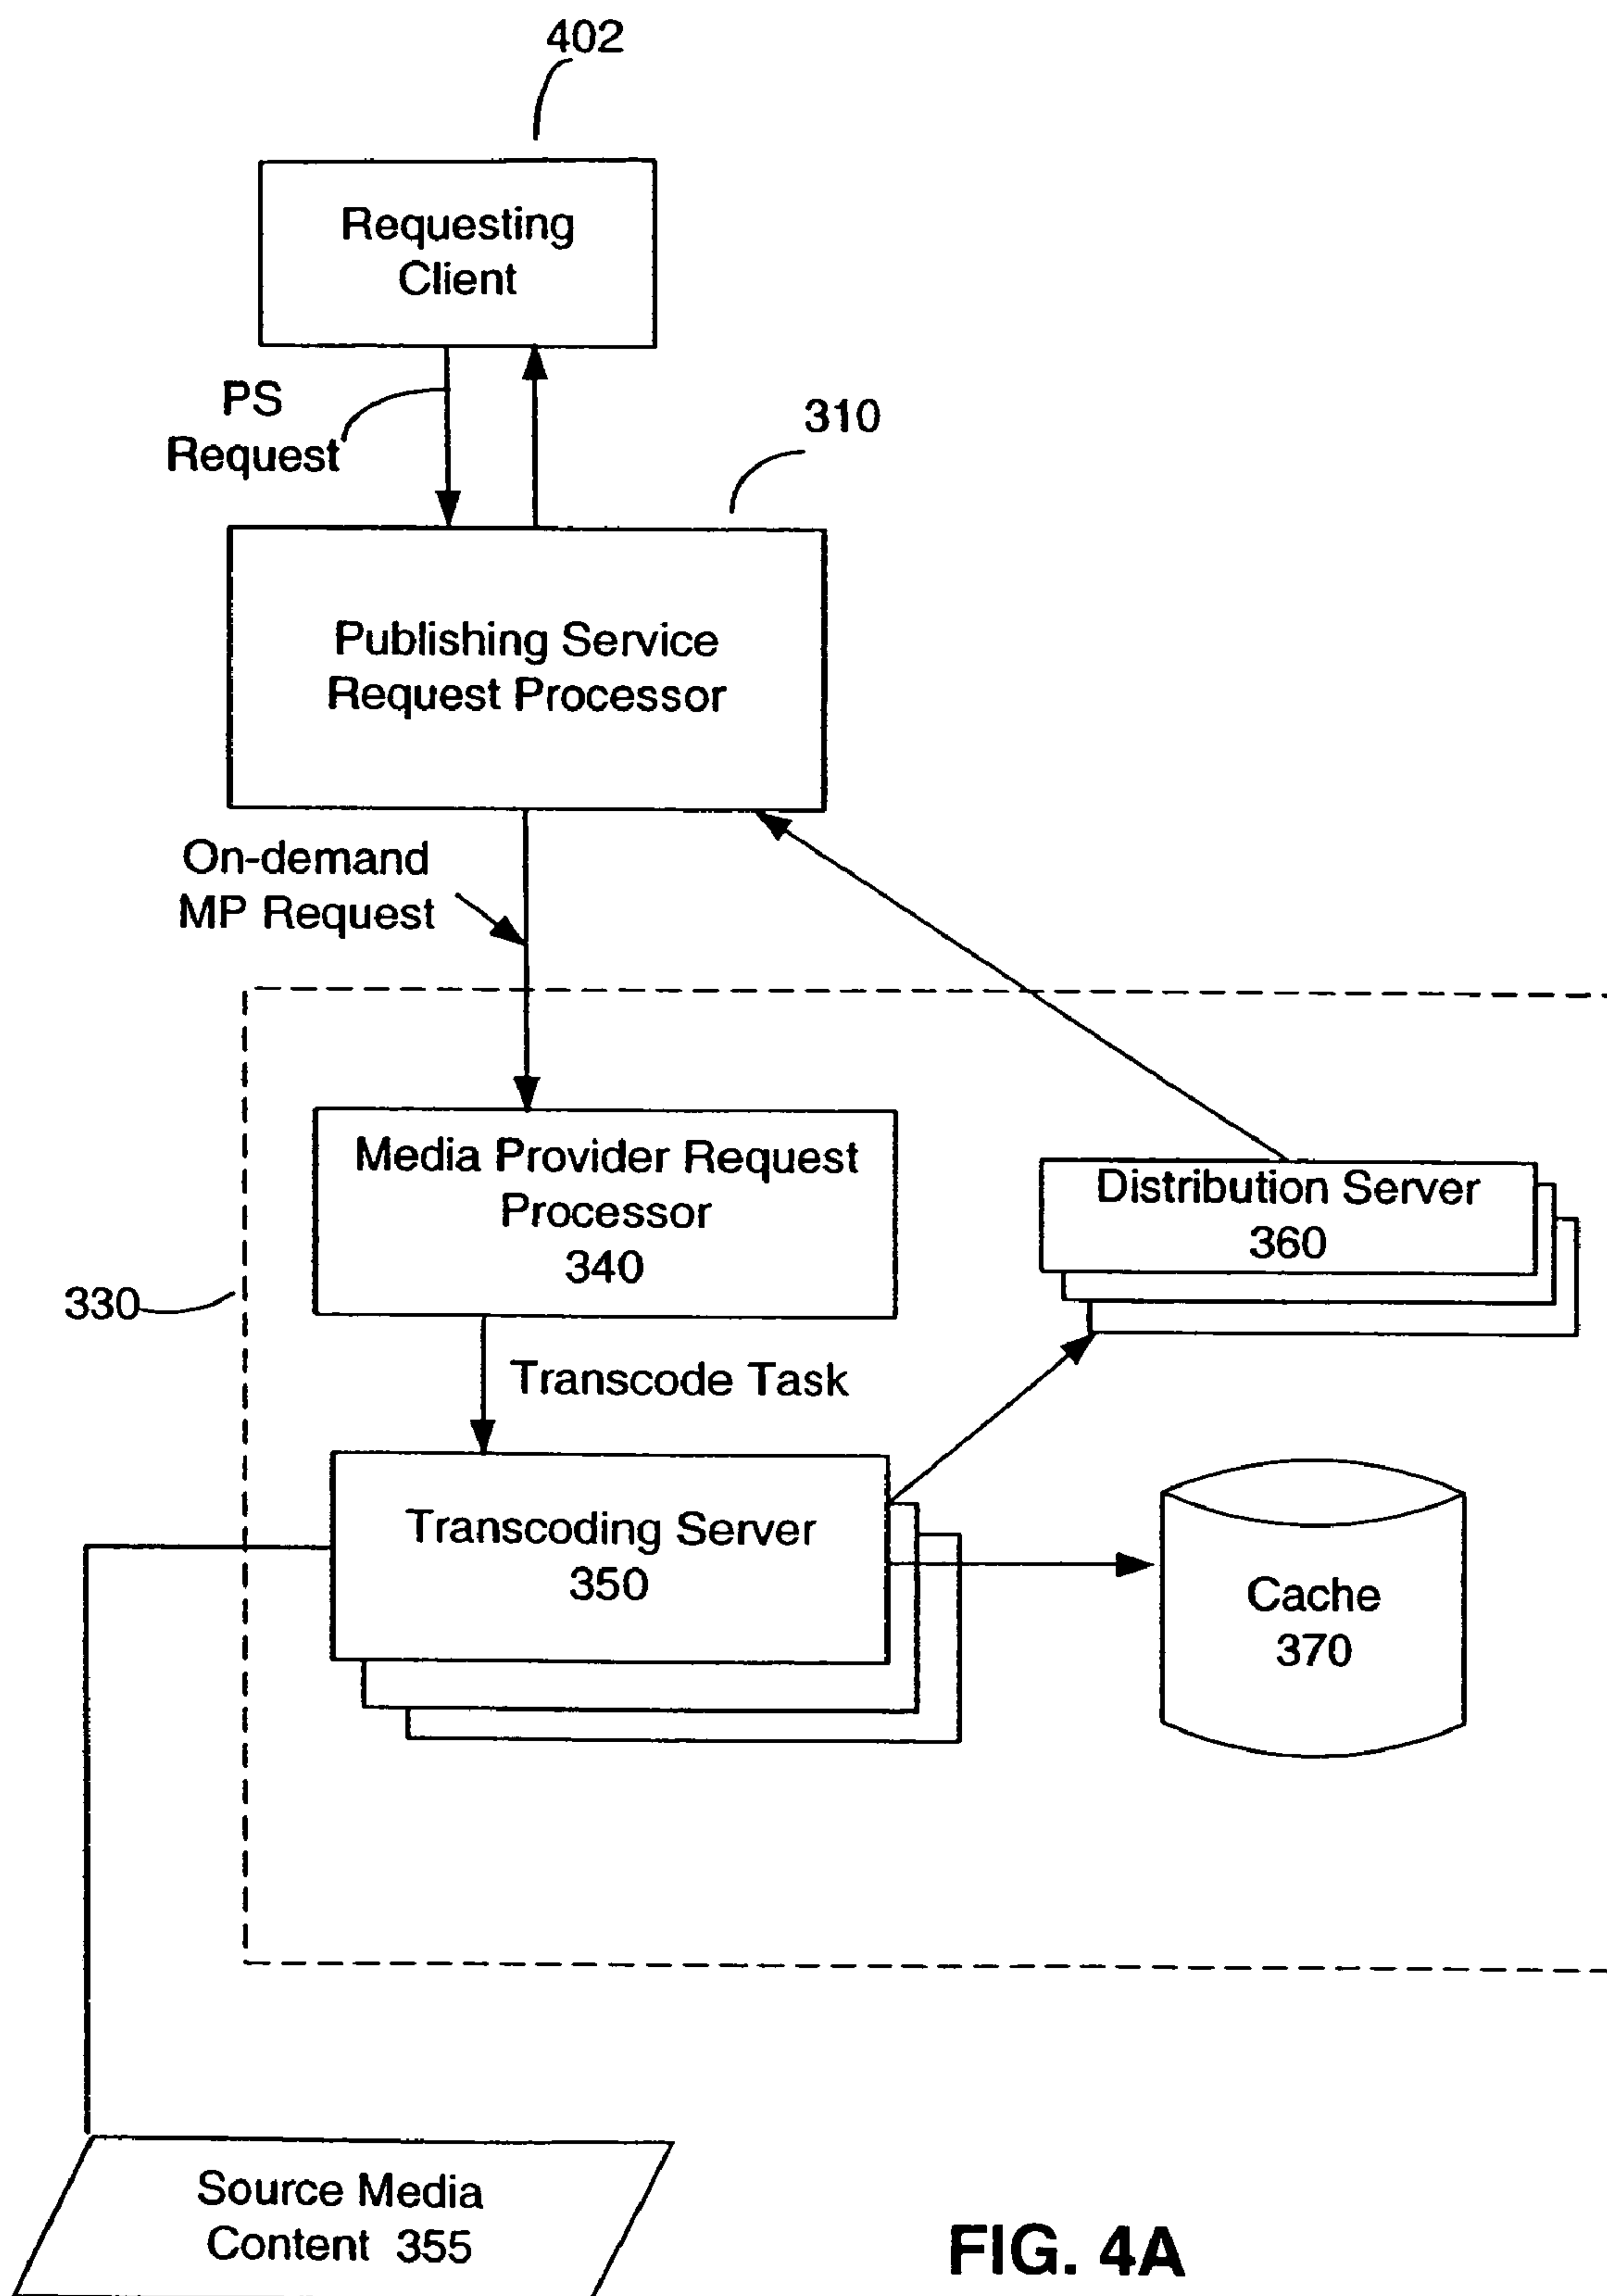 402
Requesting
Client
PS
Request
310
Publishing Service
Request Processor
On-demand
MP Request
Media Provider Request
Processor
340
Distribution Server
360
330
Transcode Task
Transcoding Server
350
Cache
370
Source Media
Content 355
FIG. 4A